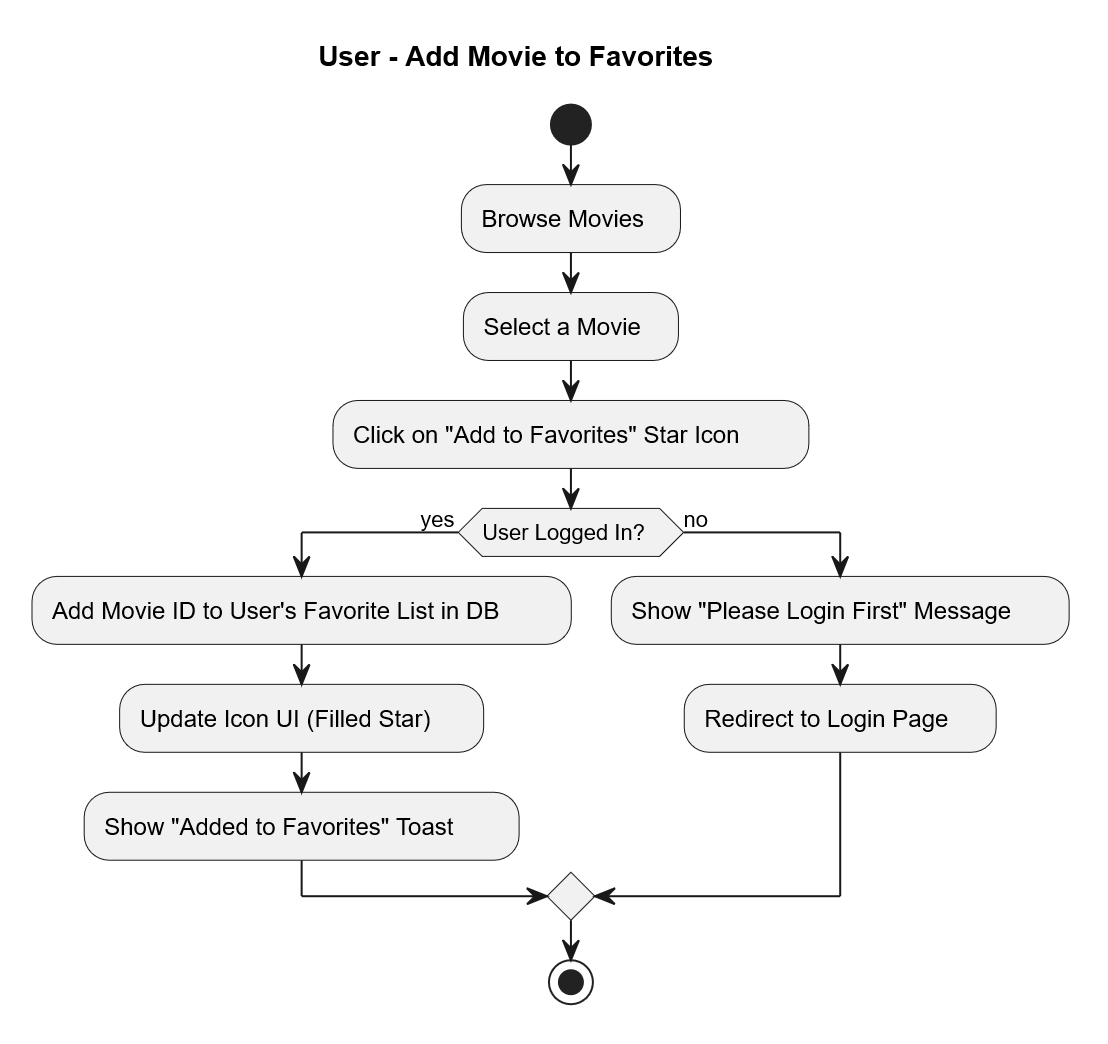 User - Add Movie to Favorites
Browse Movies
Select a Movie
Click on "Add to Favorites" Star Icon
yes
User Logged In?
no
Add Movie ID to User's Favorite List in DB
Show "Please Login First" Message
Update Icon UI (Filled Star)
Redirect to Login Page
Show "Added to Favorites" Toast